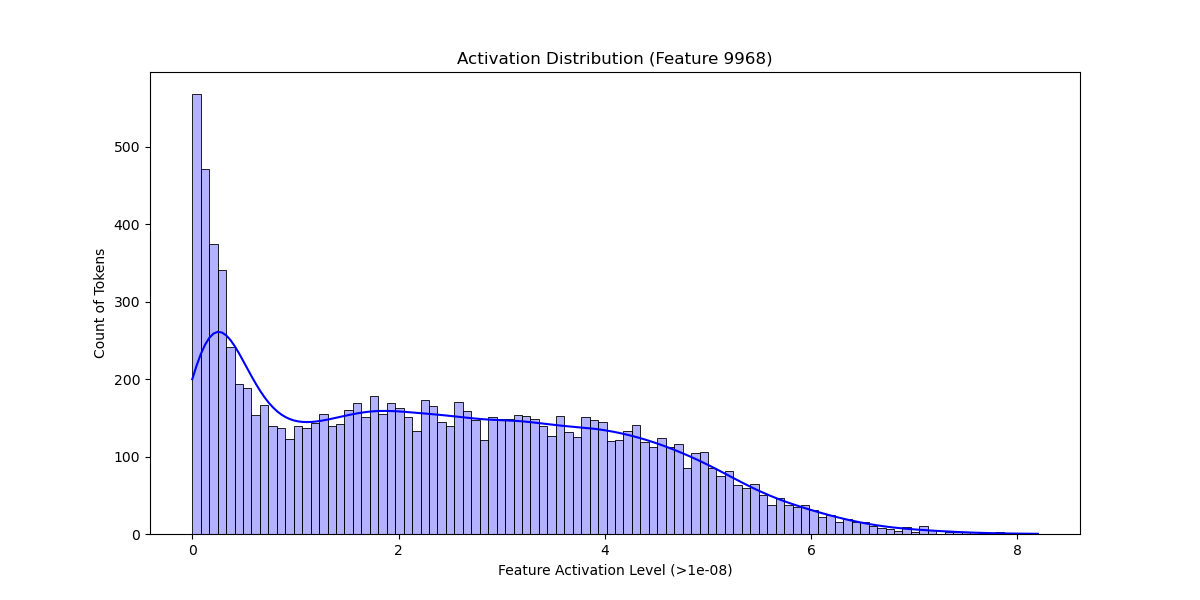 Activation Distribution (Feature 9968)
Count of Tokens
500
400
300
200
100
0
0 2 4 6 8
Feature Activation Level (>1e-08)